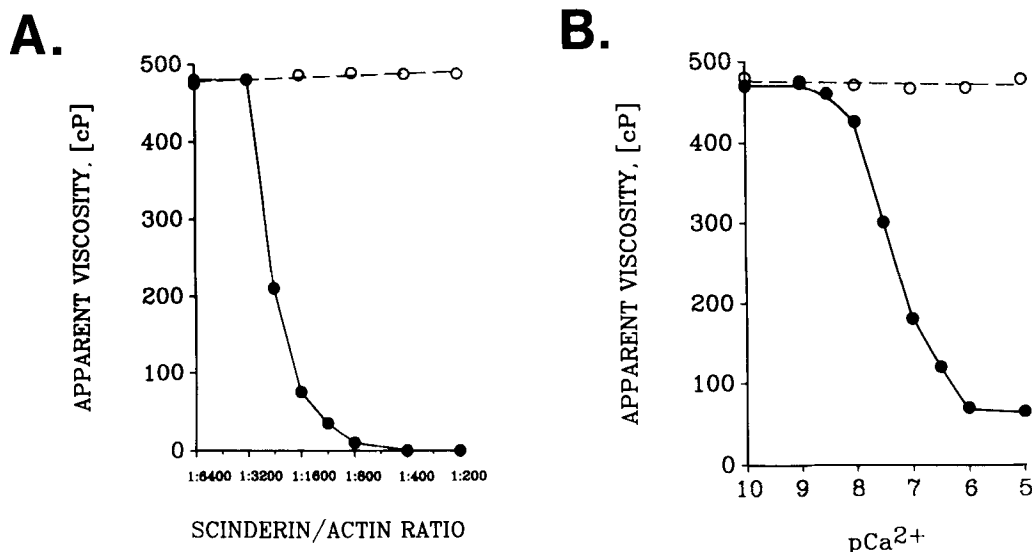 A.
500
400
300
200
100
0
APPARENT VISCOSITY, [cP]
1:6400 1:3200 1:1600 1:800 1:400 1:200
SCINDERIN/ACTIN RATIO
B.
500
400
300
200
100
0
APPARENT VISCOSITY, [cP]
10 9 8 7 6 5
pCa2+